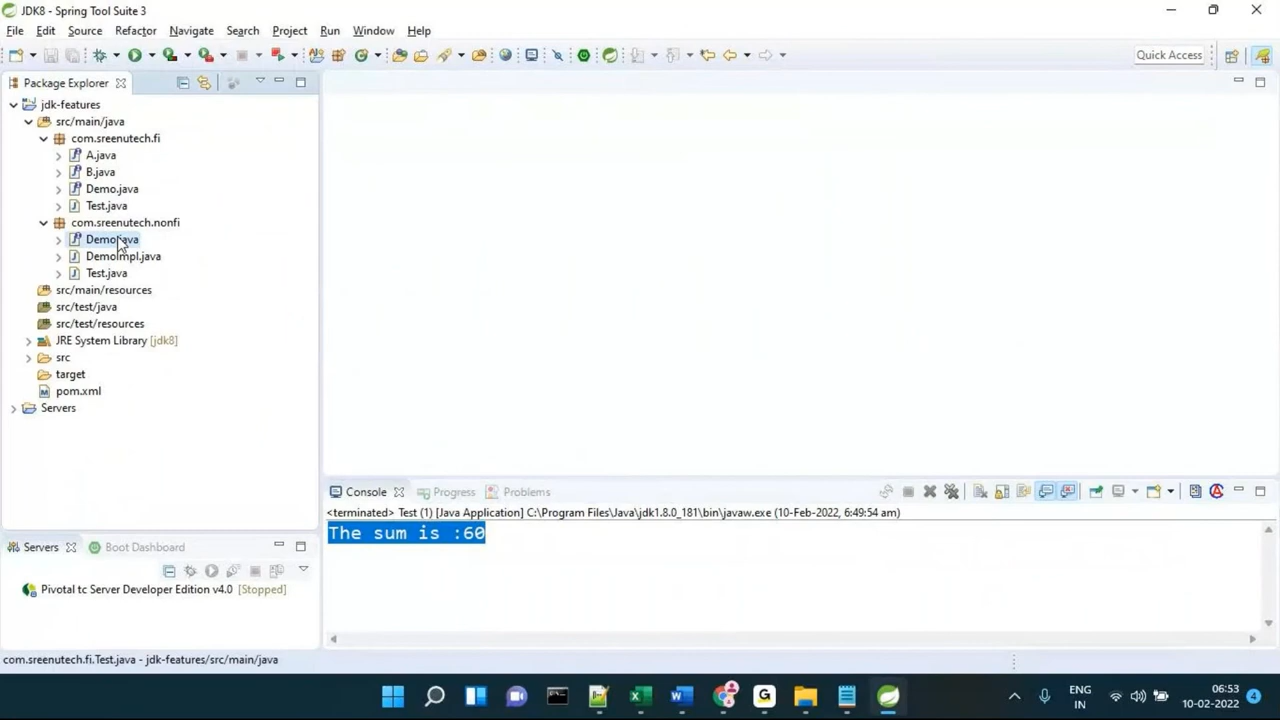 JDK8 - Spring Tool Suite 3
File Edit Source Refactor Navigate Search Project Run Window Help
Quick Access
Package Explorer
jdk-features
src/main/java
com.sreenutech.fi
A.java
B.java
Demo.java
Test.java
com.sreenutech.nonfi
Demo.java
DemoImpl.java
Test.java
src/main/resources
src/test/java
src/test/resources
JRE System Library [jdk8]
src
target
pom.xml
Servers
Console Progress Problems
<terminated> Test (1) [Java Application] C:\Program Files\Java\jdk1.8.0_181\bin\javaw.exe (10-Feb-2022, 6:49:54 am)
The sum is :60
Servers Boot Dashboard
Pivotal tc Server Developer Edition v4.0 [Stopped]
com.sreenutech.fi.Test.java - jdk-features/src/main/java
ENG
IN
06:53
10-02-2022
4